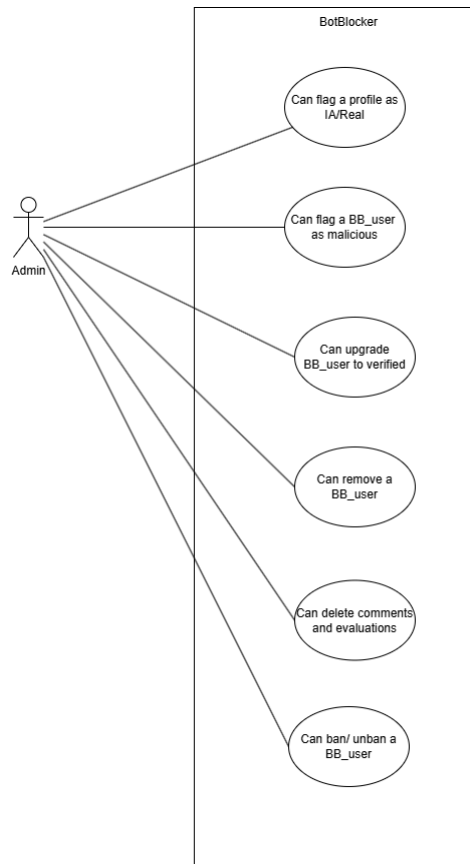 BotBlocker
Can flag a profile as
IA/Real
Can flag a BB_user
as malicious
Admin
Can upgrade
BB_user to verified
Can remove a
BB_user
Can delete comments
and evaluations
Can ban/ unban a
BB_user